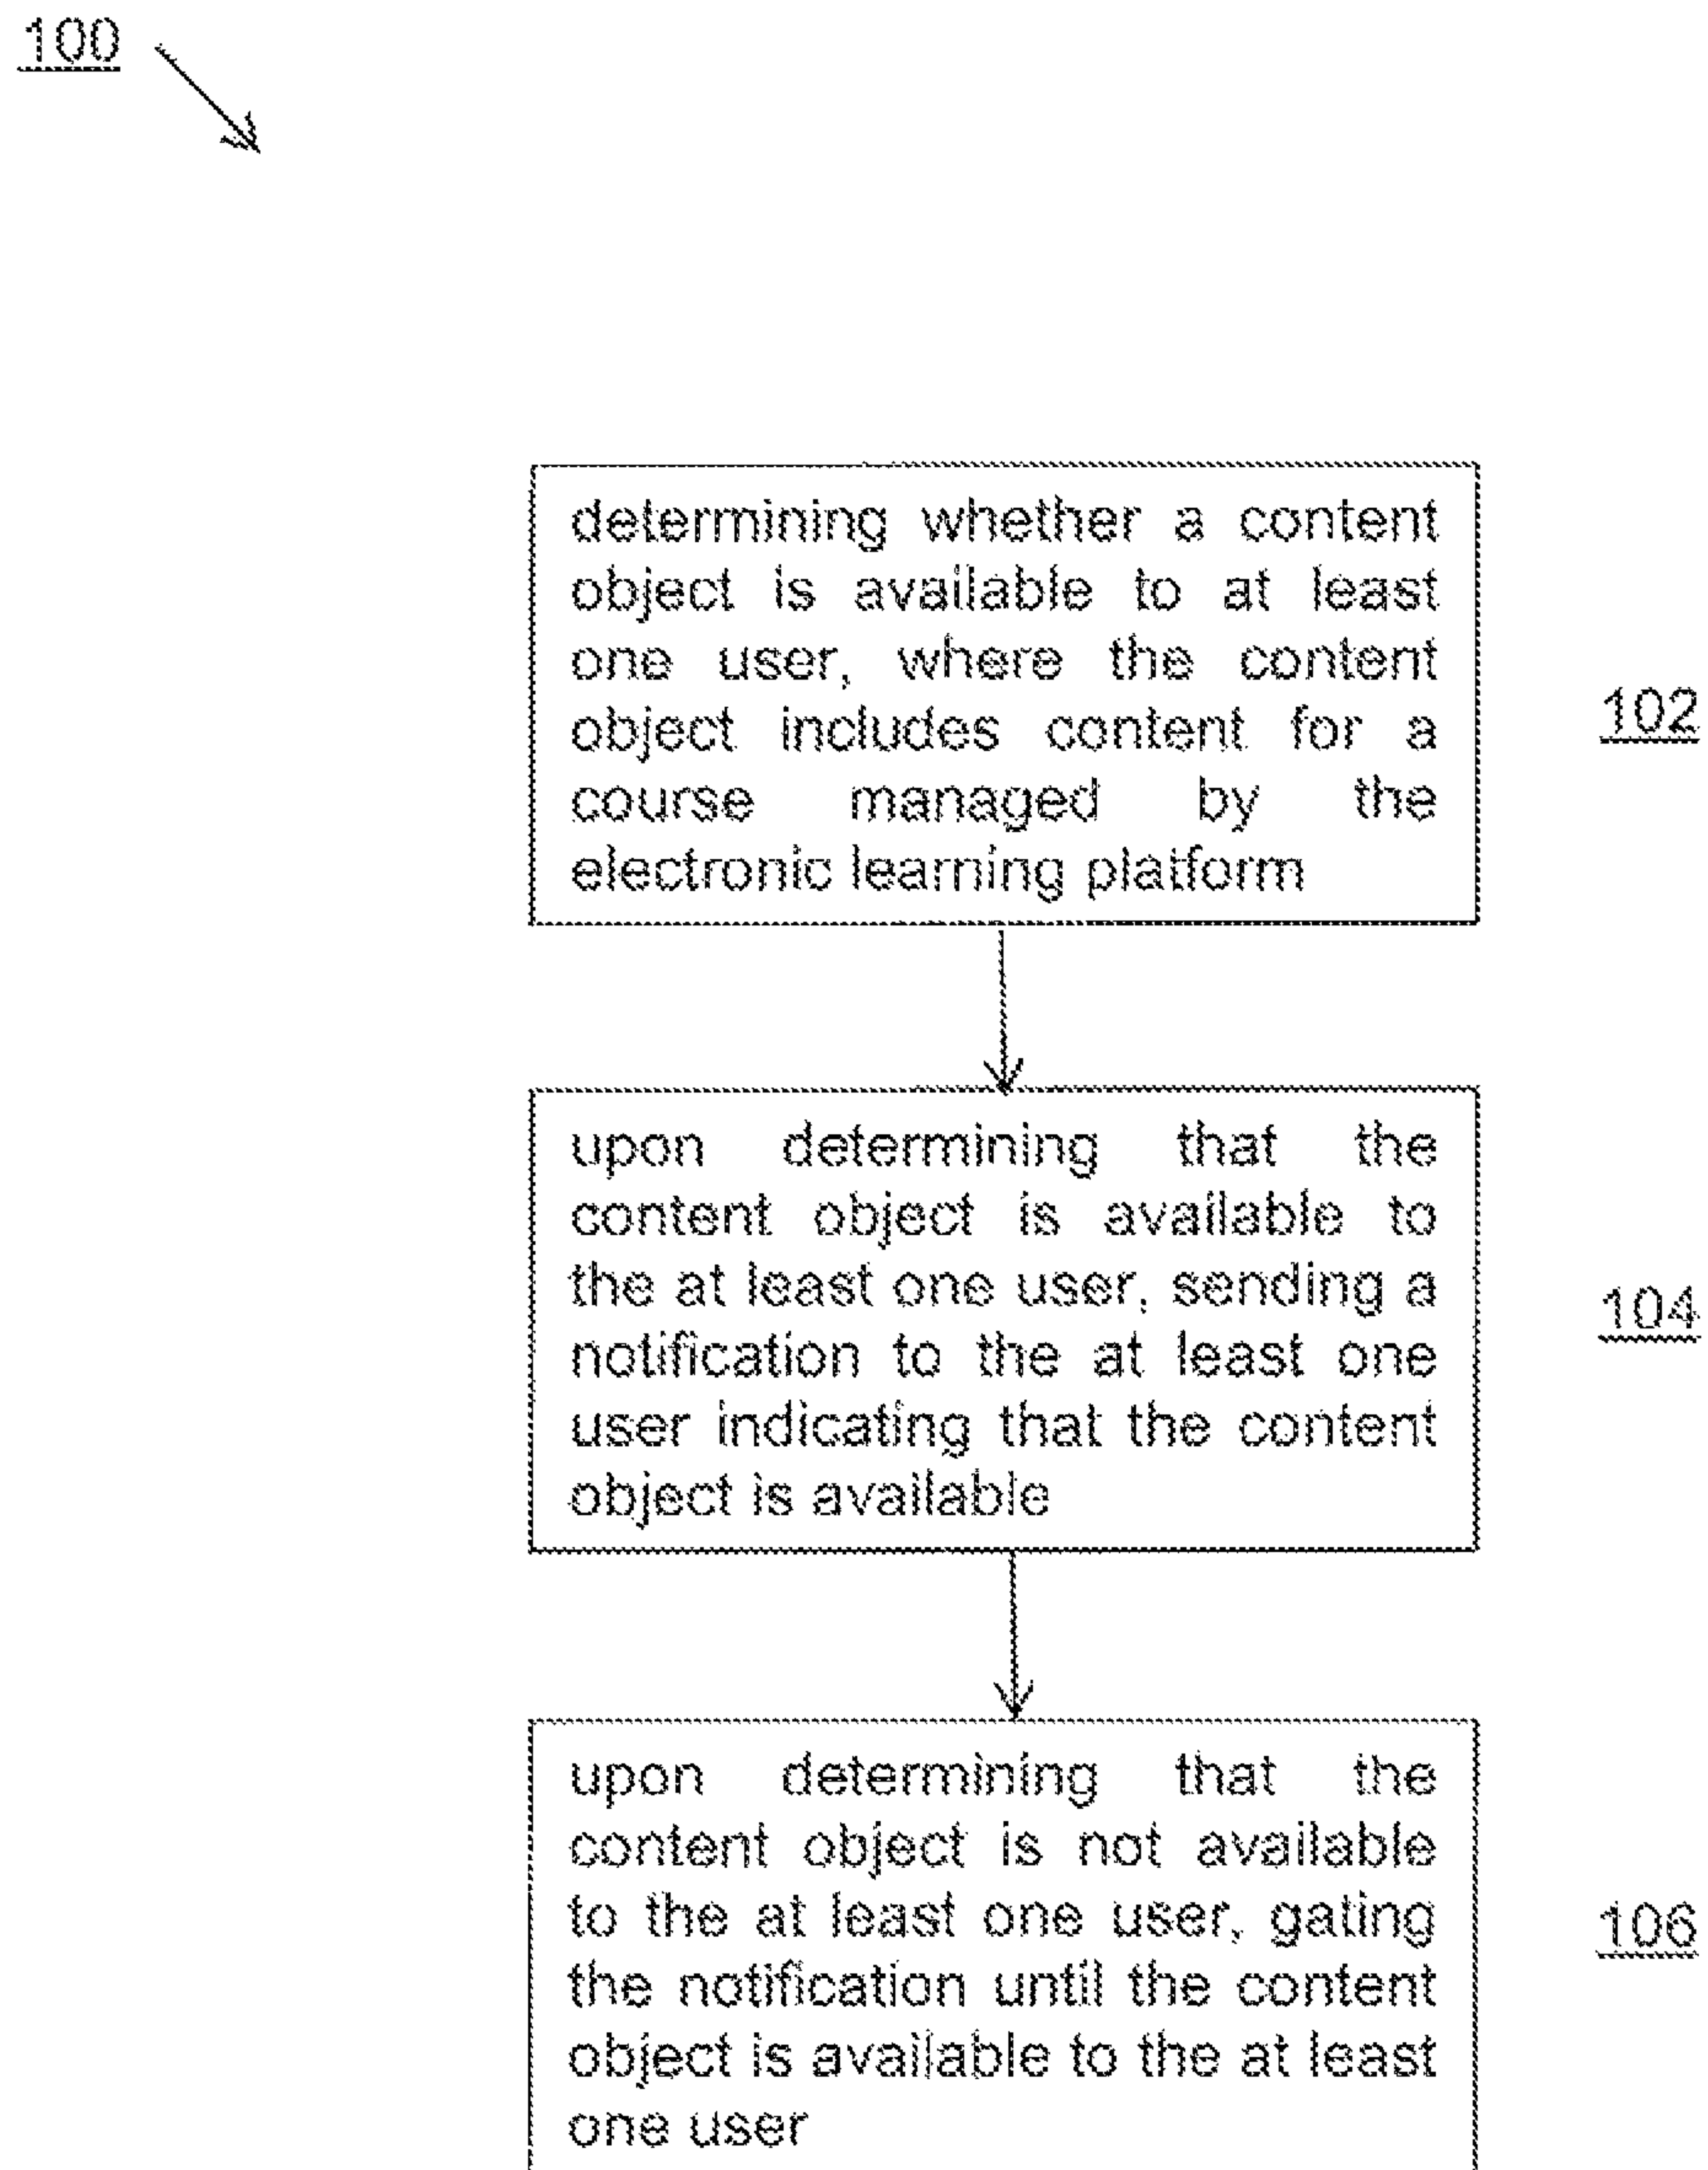 100
determining whether a content
object is available to at least
one user, where the content
object includes content for a
course managed by the
electronic learning platform
102
upon determining that the
content object is available to
the at least one user, sending a
notification to the at least one
user indicating that the content
object is available
104
upon determining that the
content object is not available
to the at least one user, gating
the notification until the content
object is available to the at least
one user
106